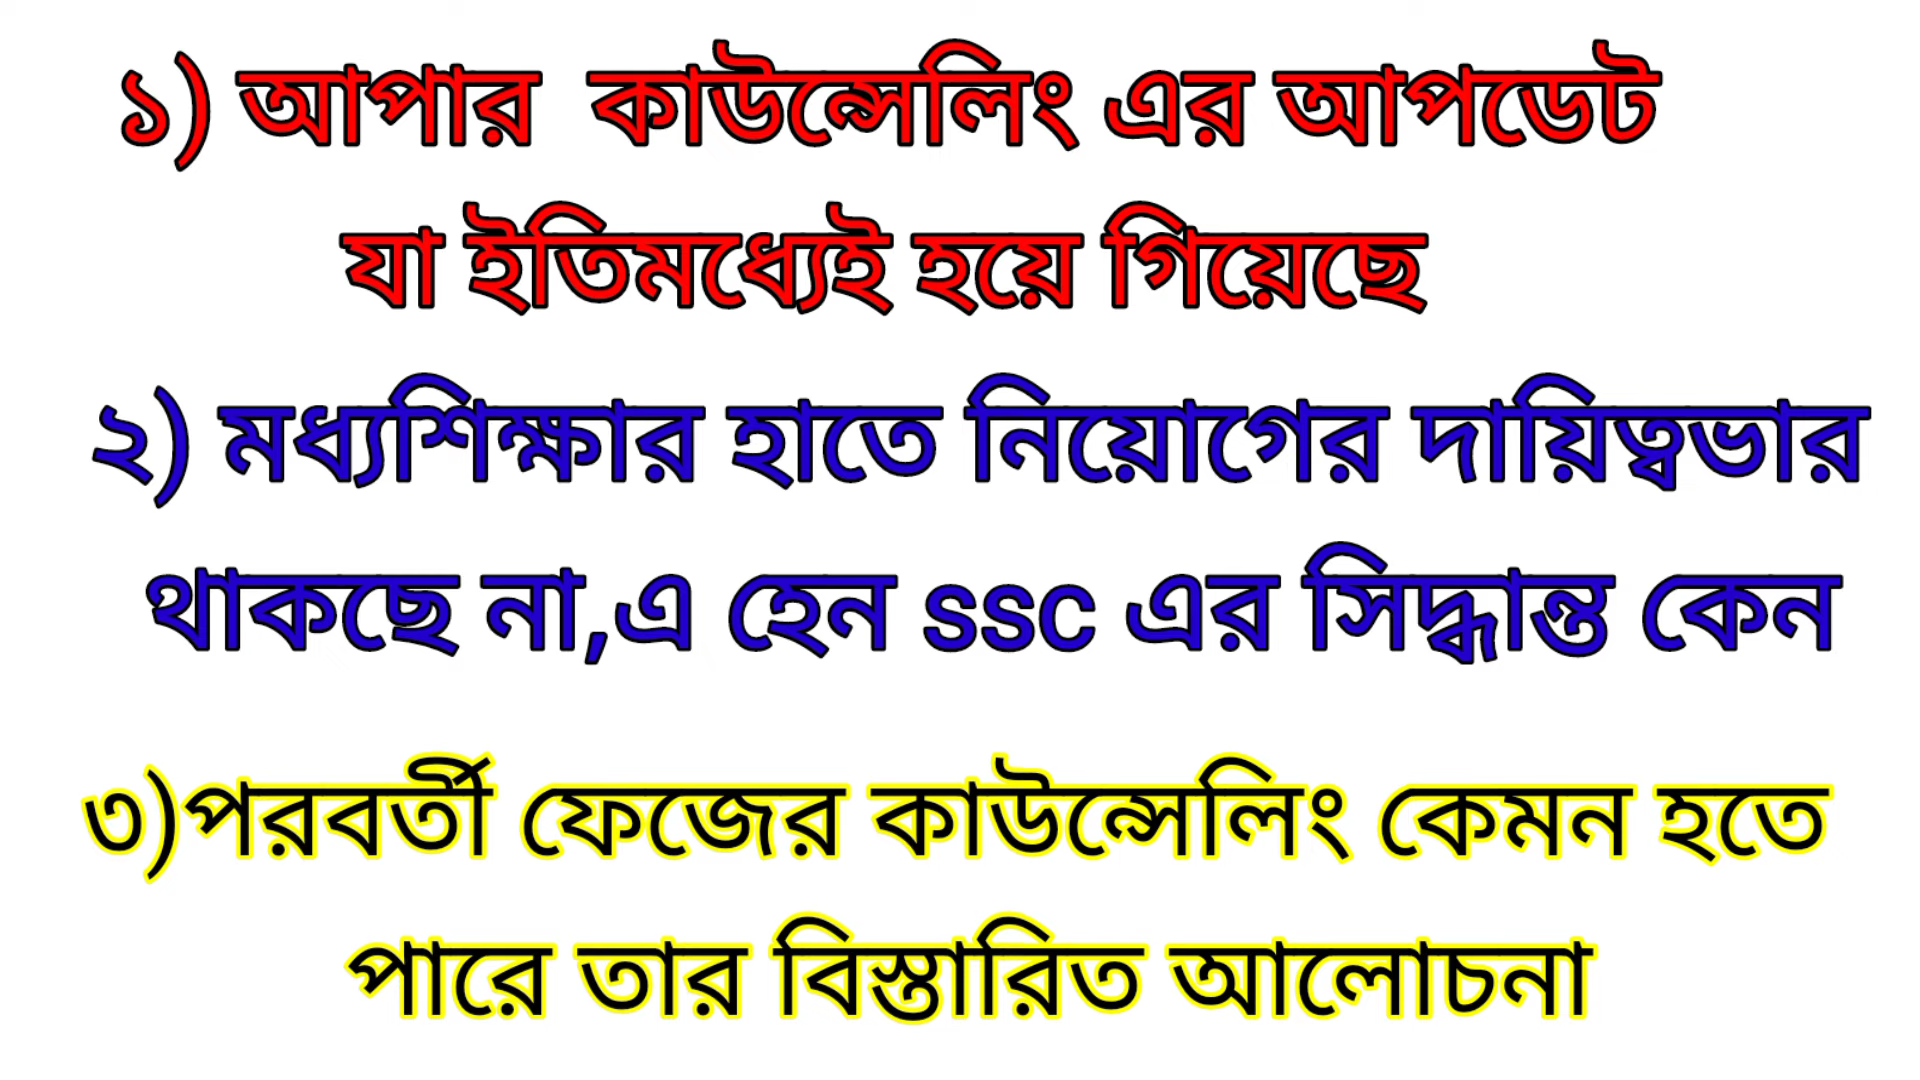 ১) আপার কাউন্সেলিং এর আপডেট
যা ইতিমধ্যেই হয়ে গিয়েছে
২) মধ্যশিক্ষার হাতে নিয়োগের দায়িত্বভার
থাকছে না,এ হেন ssc এর সিদ্ধান্ত কেন
৩)পরবর্তী ফেজের কাউন্সেলিং কেমন হতে
পারে তার বিস্তারিত আলোচনা